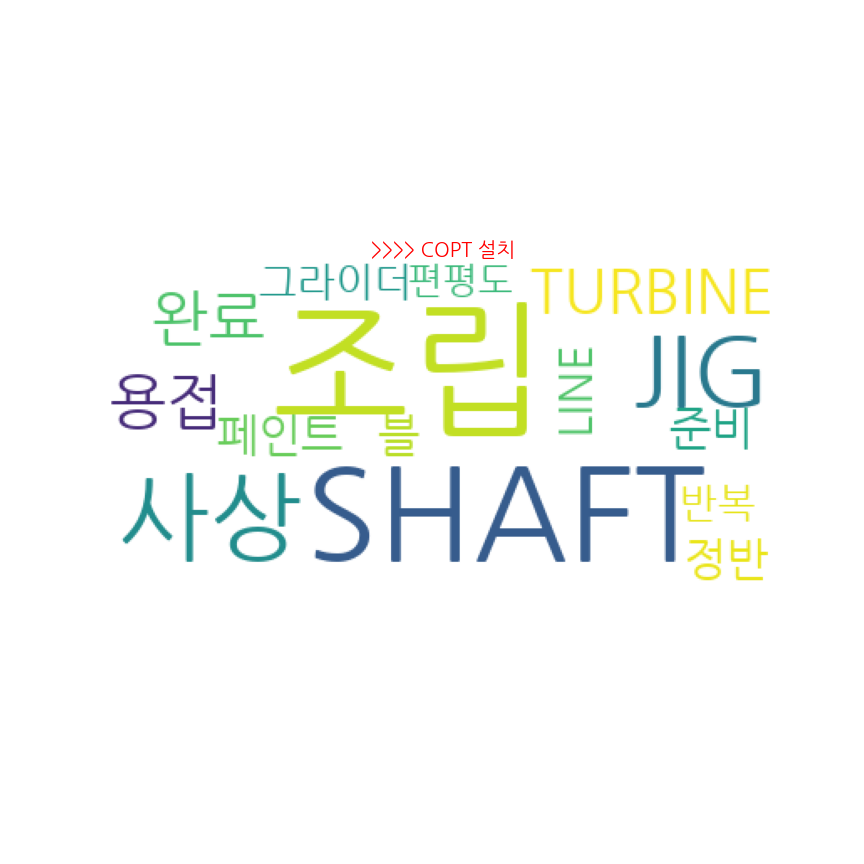 >>>> COPT 설치
그라이더
편평도
TURBINE
완료
조립
LINE
JIG
용접
페인트
블
준비
사상
SHAFT
반복
정반